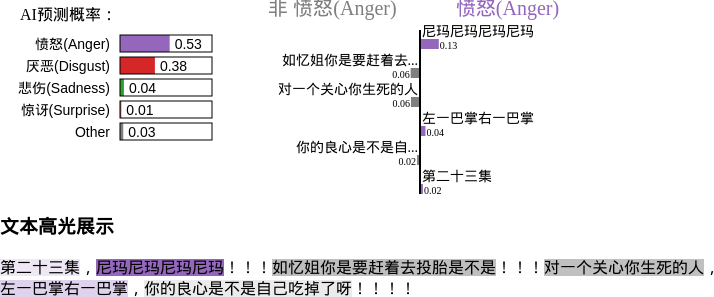 AI预测概率：
愤怒(Anger) 0.53
厌恶(Disgust) 0.38
悲伤(Sadness) 0.04
惊讶(Surprise) 0.01
Other 0.03
非 愤怒(Anger) 愤怒(Anger)
尼玛尼玛尼玛尼玛
0.13
如忆姐你是要赶着去...
0.06
对一个关心你生死的人
0.06
左一巴掌右一巴掌
0.04
你的良心是不是自...
0.02
第二十三集
0.02
文本高光展示
第二十三集，尼玛尼玛尼玛尼玛！！！如忆姐你是要赶着去投胎是不是！！！对一个关心你生死的人，
左一巴掌右一巴掌，你的良心是不是自己吃掉了呀！！！！